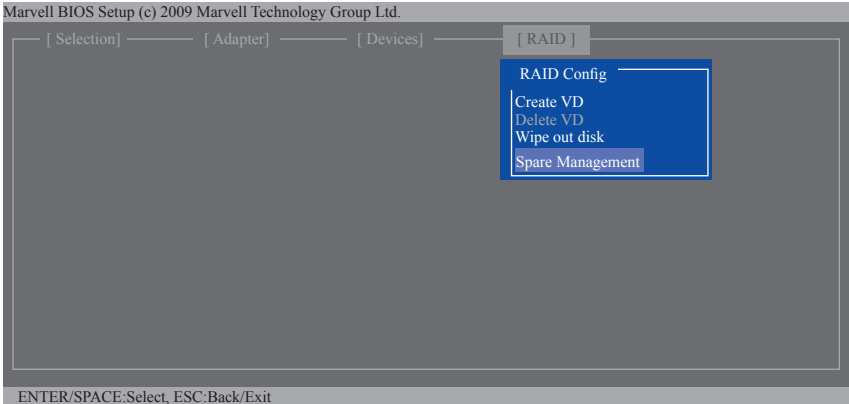 Marvell BIOS Setup (c) 2009 Marvell Technology Group Ltd.
[ Selection] [ Adapter] [ Devices] [ RAID ]
RAID Config
Create VD
Delete VD
Wipe out disk
Spare Management
ENTER/SPACE:Select, ESC:Back/Exit